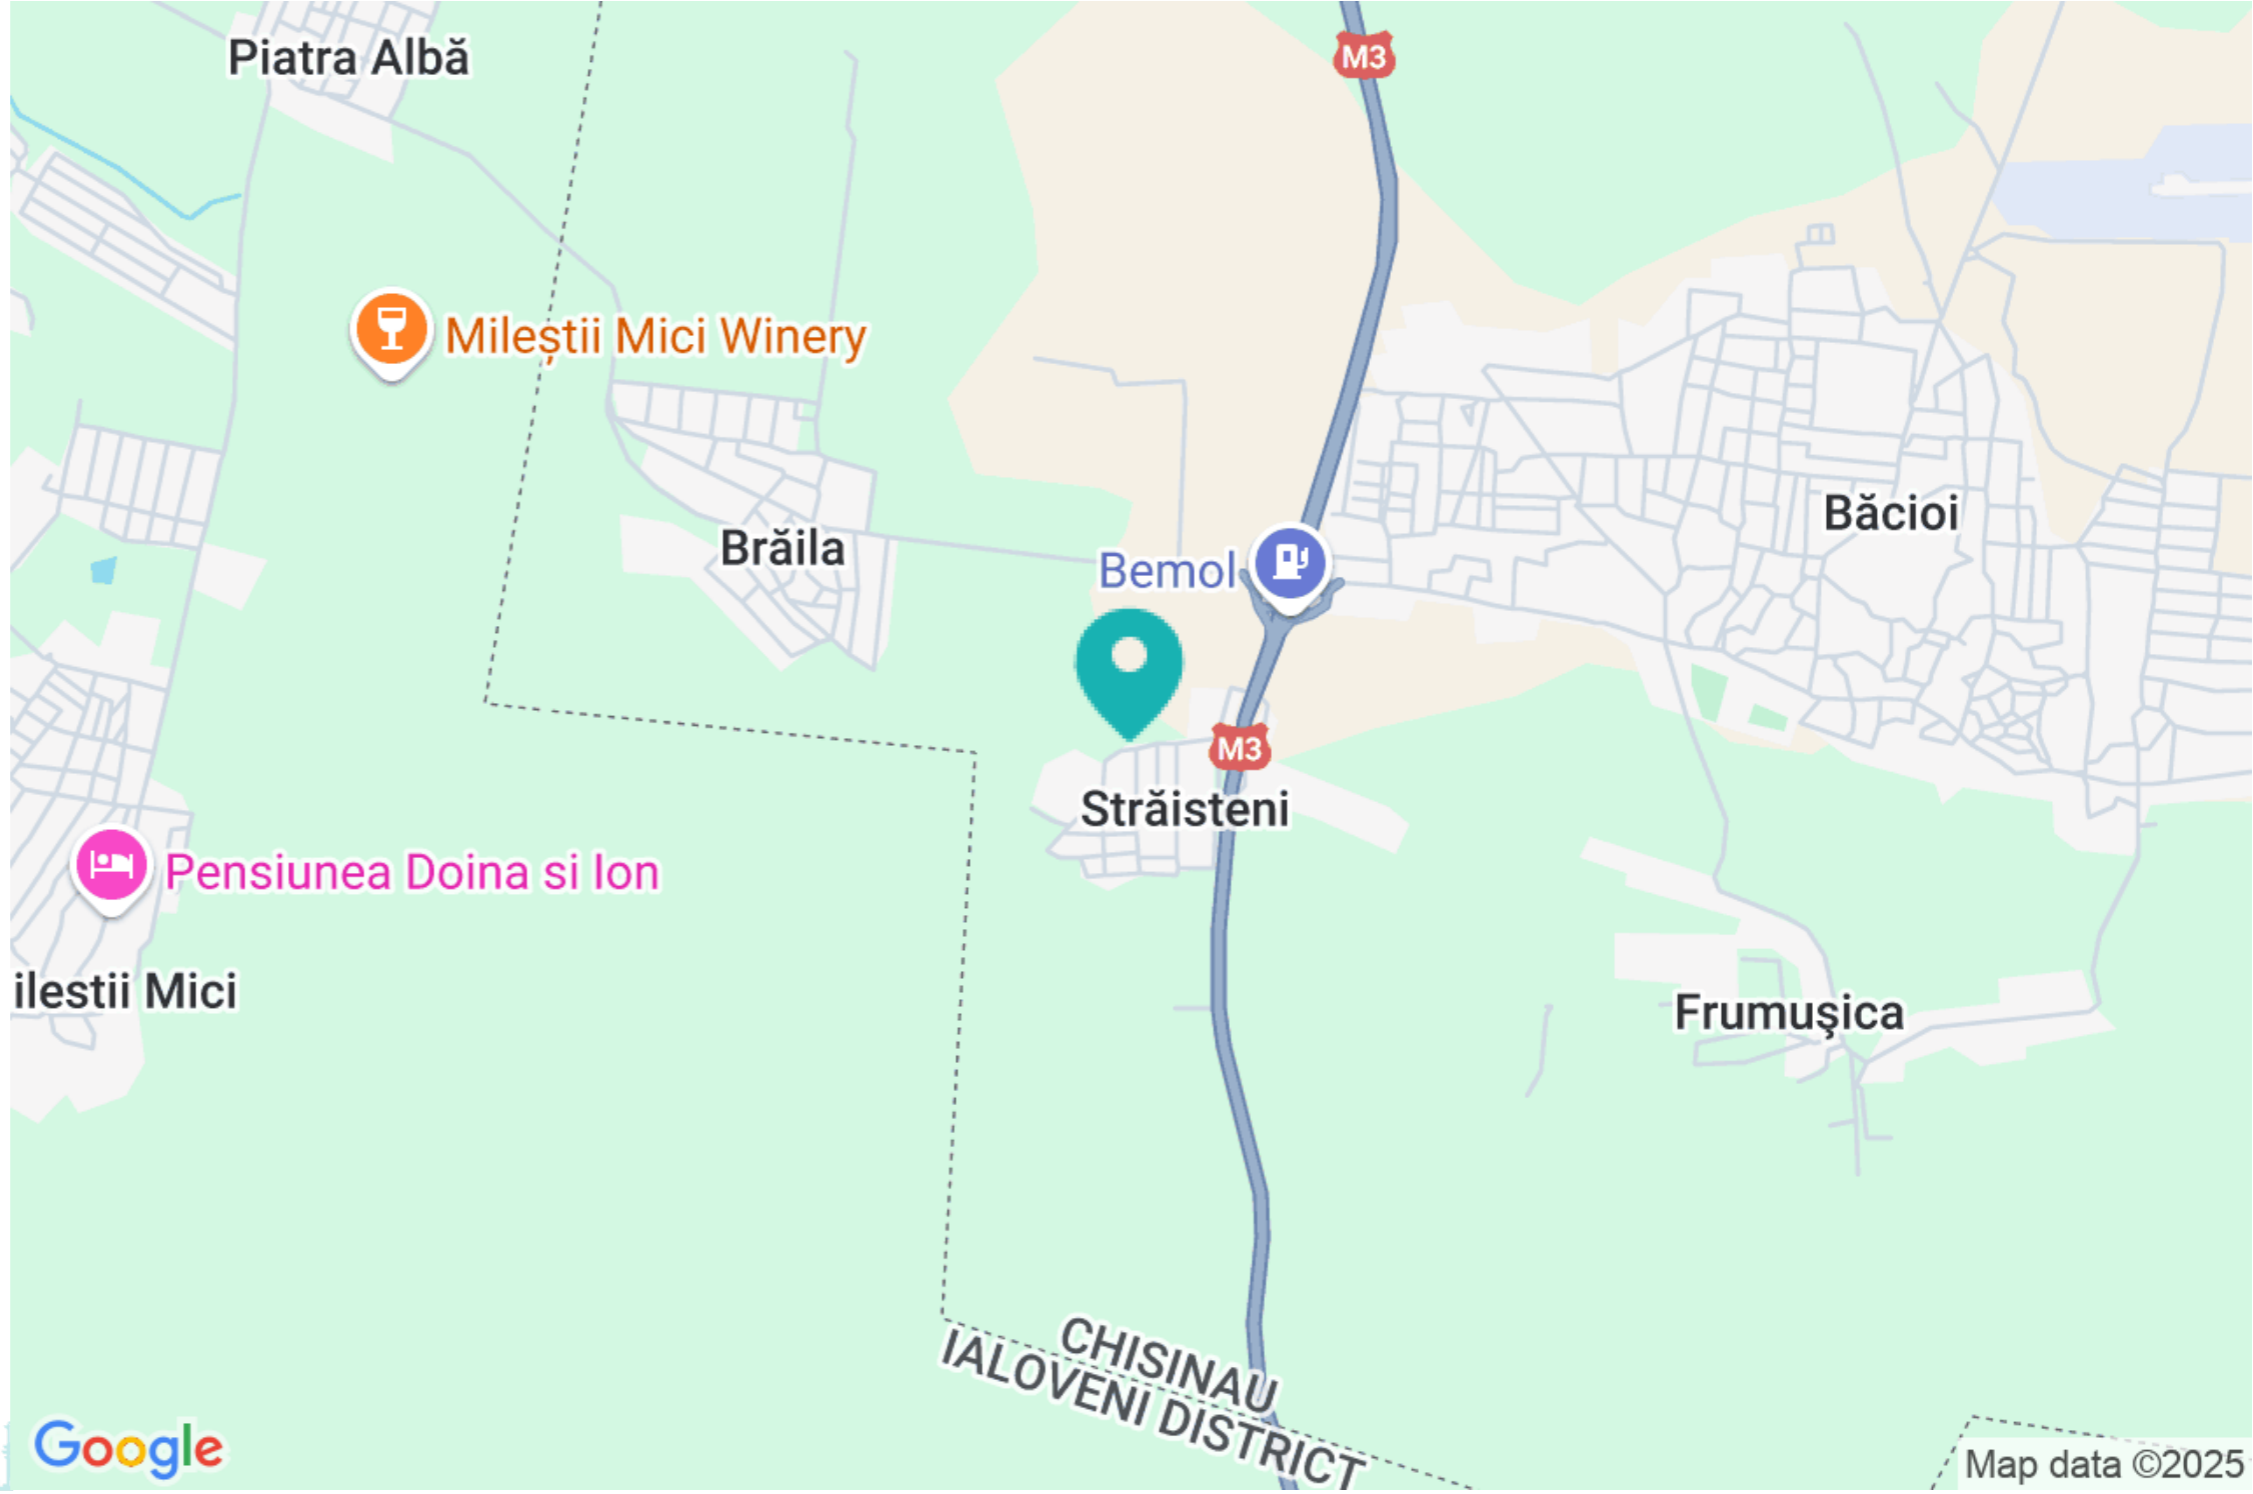 Piatra Albă
M3
Mileștii Mici Winery
Băcioi
Brăila
Bemol
M3
Străisteni
Pensiunea Doina si Ion
ilestii Mici
Frumuşica
CHISINAU
IALOVENI DISTRICT
Google
Map data ©2025